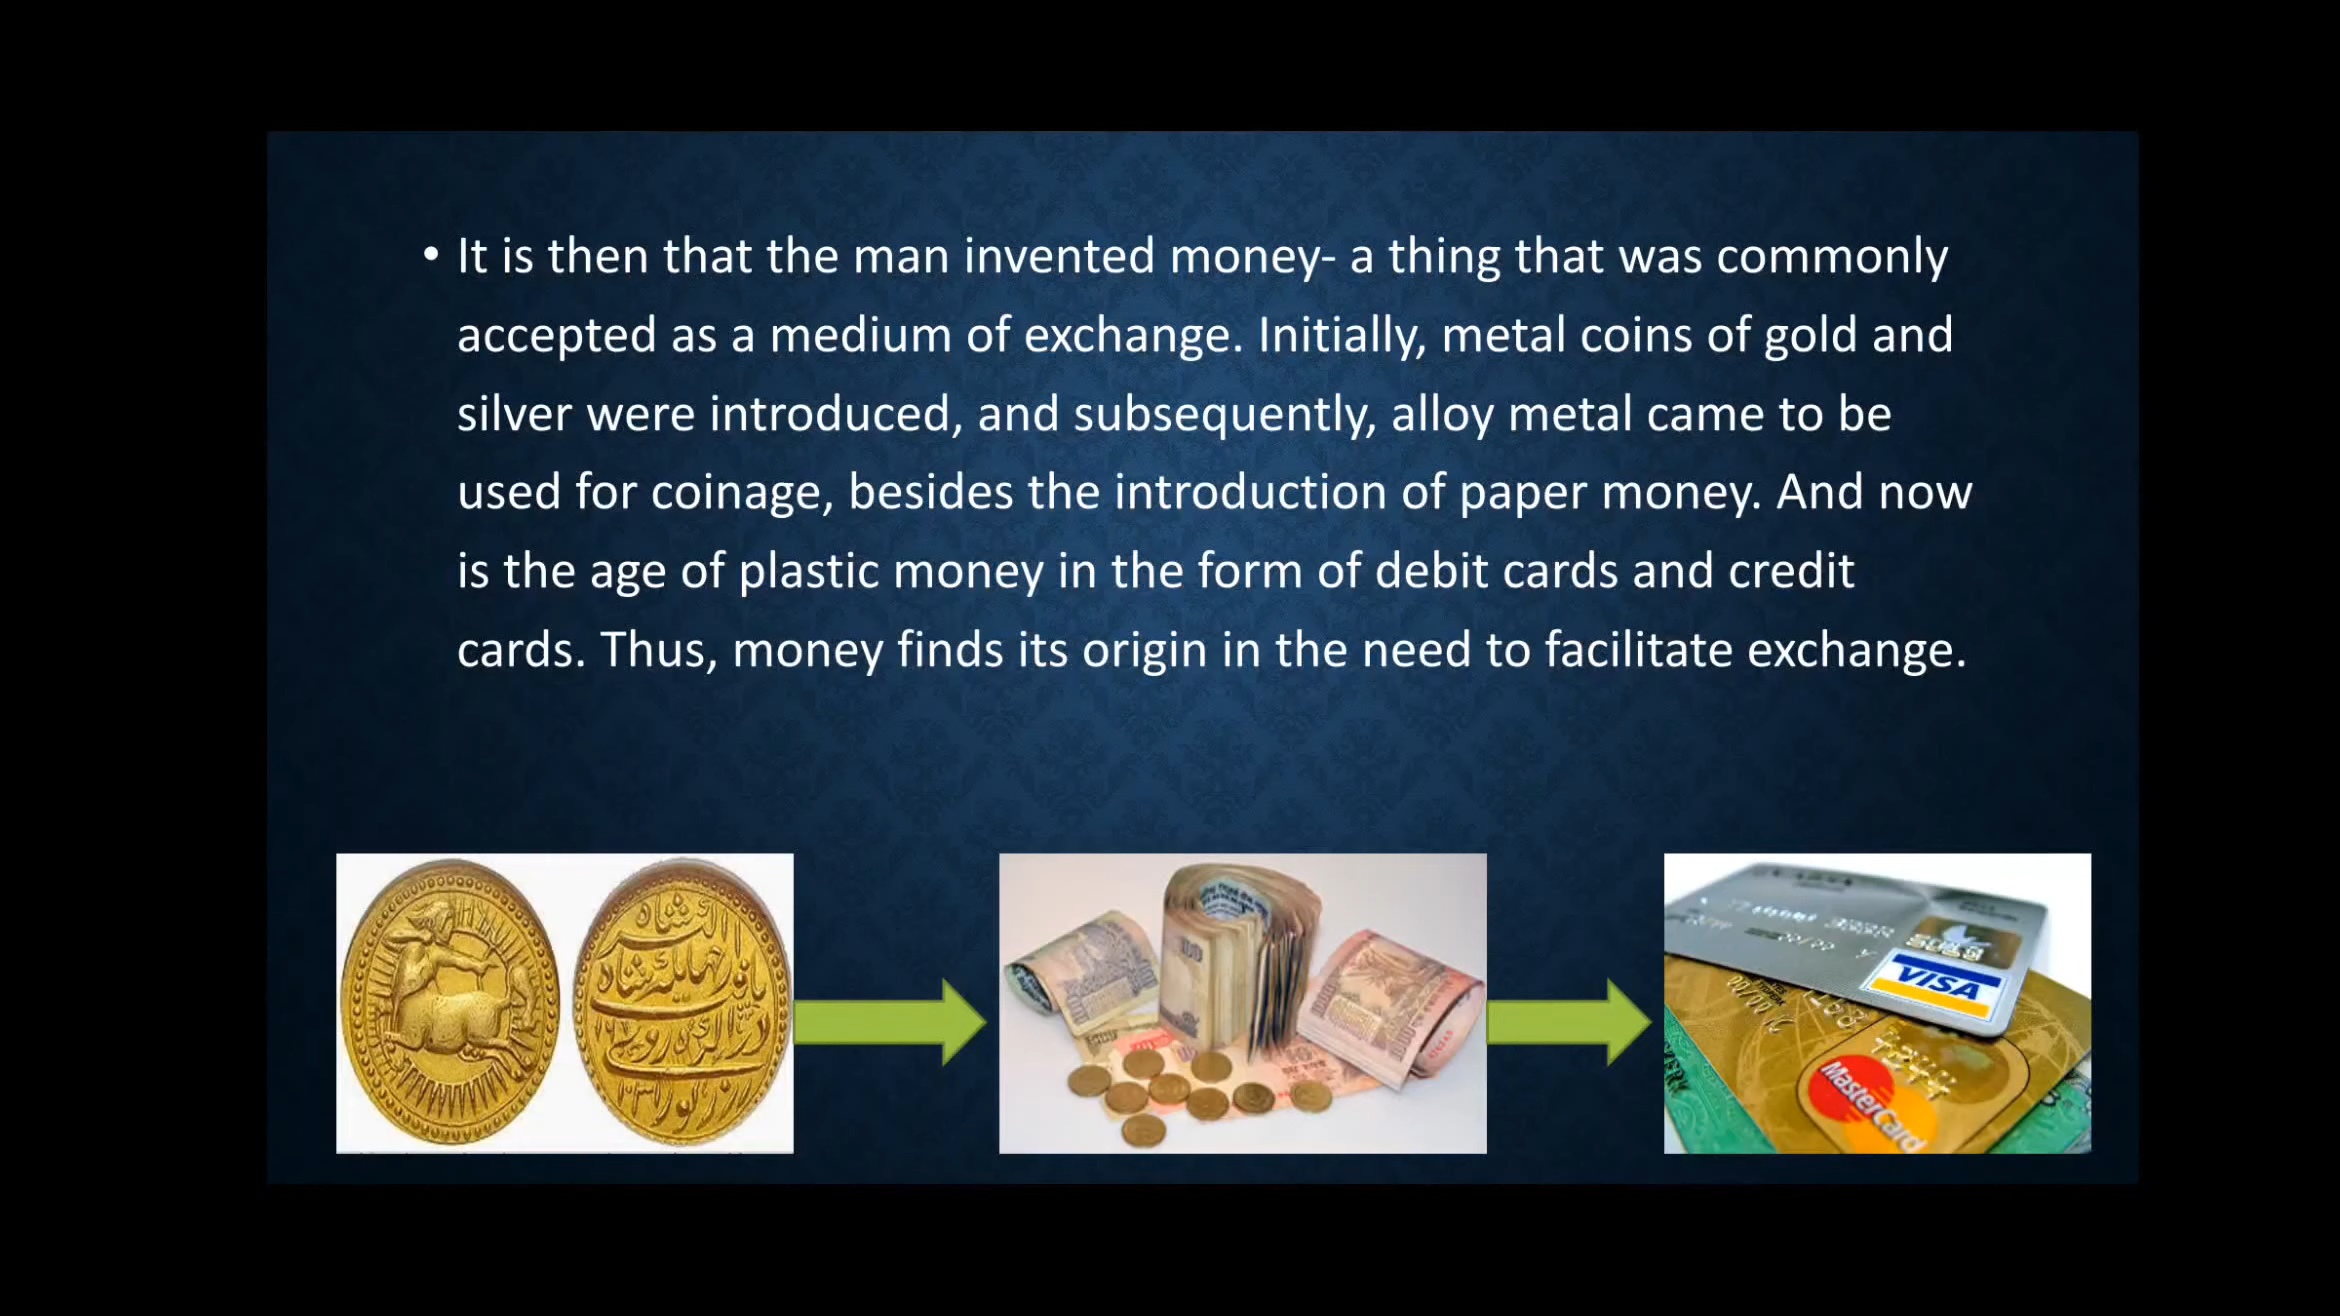 • It is then that the man invented money- a thing that was commonly
accepted as a medium of exchange. Initially, metal coins of gold and
silver were introduced, and subsequently, alloy metal came to be
used for coinage, besides the introduction of paper money. And now
is the age of plastic money in the form of debit cards and credit
cards. Thus, money finds its origin in the need to facilitate exchange.
100
VISA
MasterCard